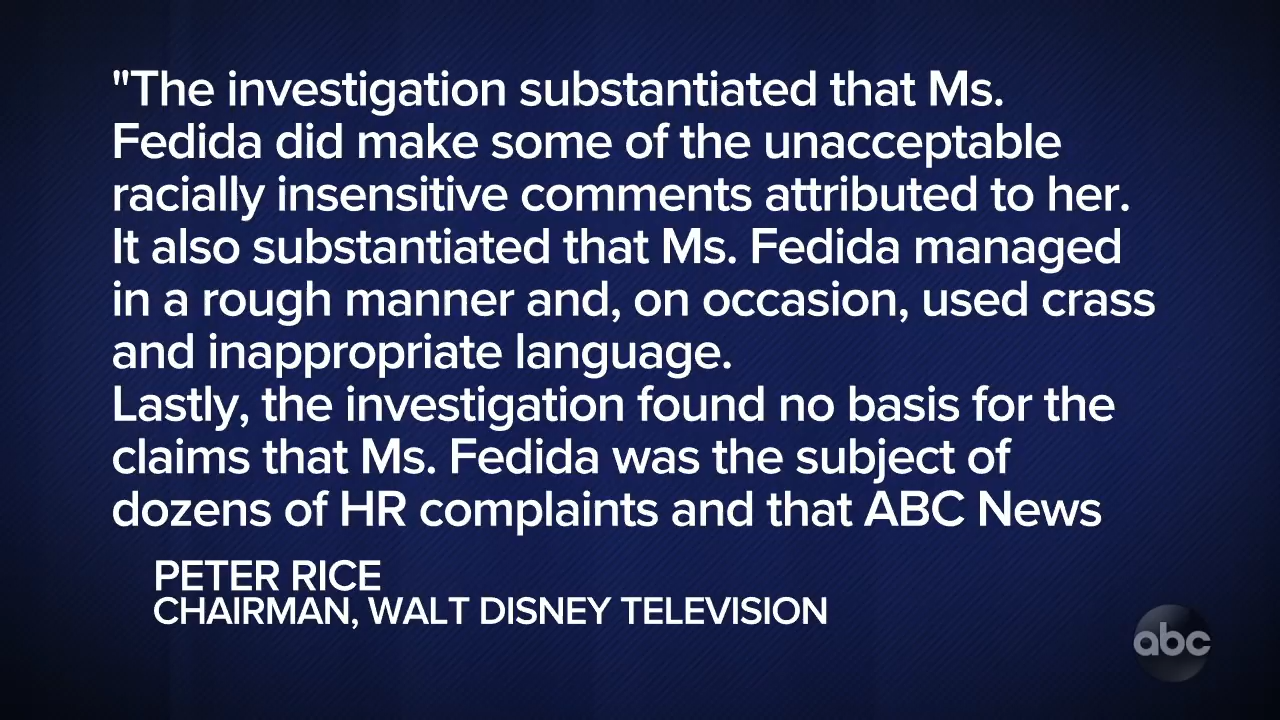 "The investigation substantiated that Ms.
Fedida did make some of the unacceptable
racially insensitive comments attributed to her.
It also substantiated that Ms. Fedida managed
in a rough manner and, on occasion, used crass
and inappropriate language.
Lastly, the investigation found no basis for the
claims that Ms. Fedida was the subject of
dozens of HR complaints and that ABC News
PETER RICE
CHAIRMAN, WALT DISNEY TELEVISION
abc